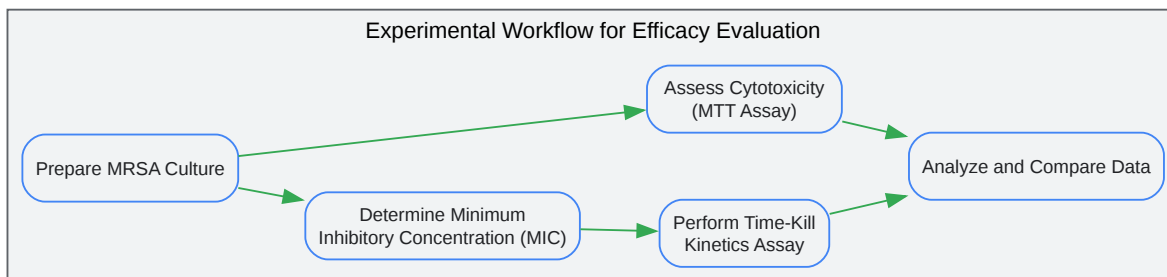 Experimental Workflow for Efficacy Evaluation
Assess Cytotoxicity
(MTT Assay)
Prepare MRSA Culture
Analyze and Compare Data
Determine Minimum
Inhibitory Concentration (MIC)
Perform Time-Kill
Kinetics Assay